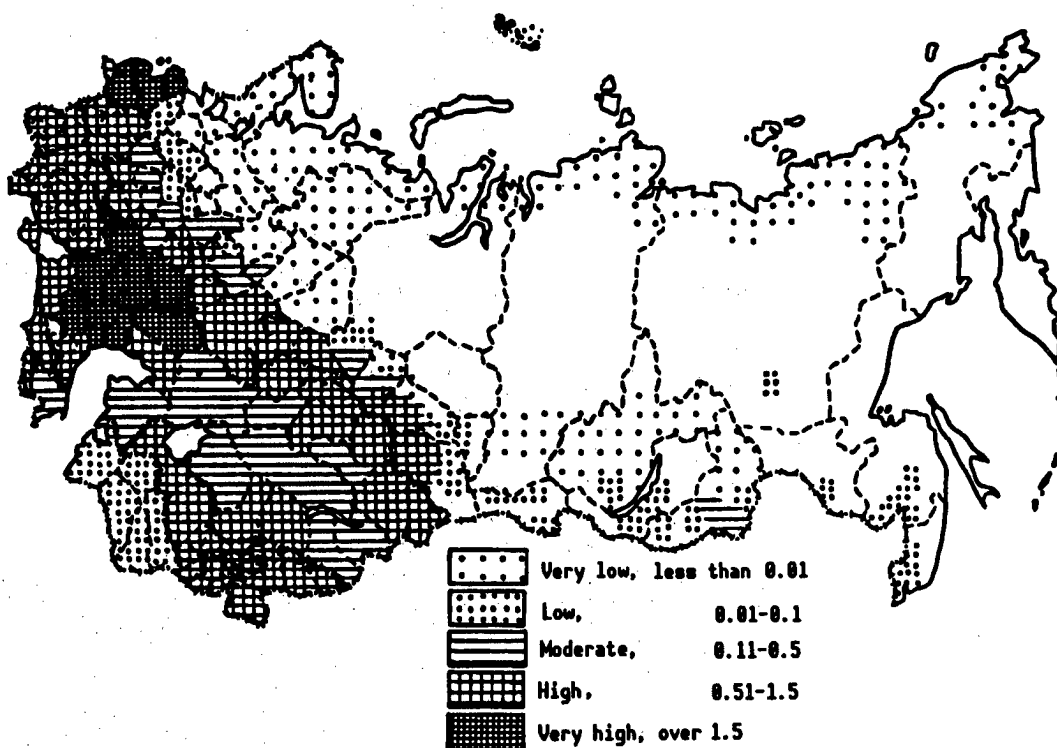 Very low, less than 0.01
Low, 0.01-0.1
Moderate, 0.11-0.5
High, 0.51-1.5
Very high, over 1.5